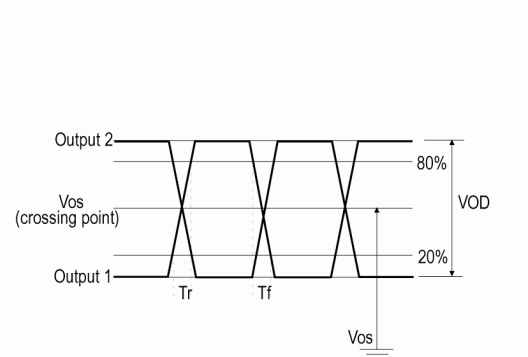 Output 2
80%
Vos
(crossing point)
VOD
20%
Output 1
Tr
Tf
Vos